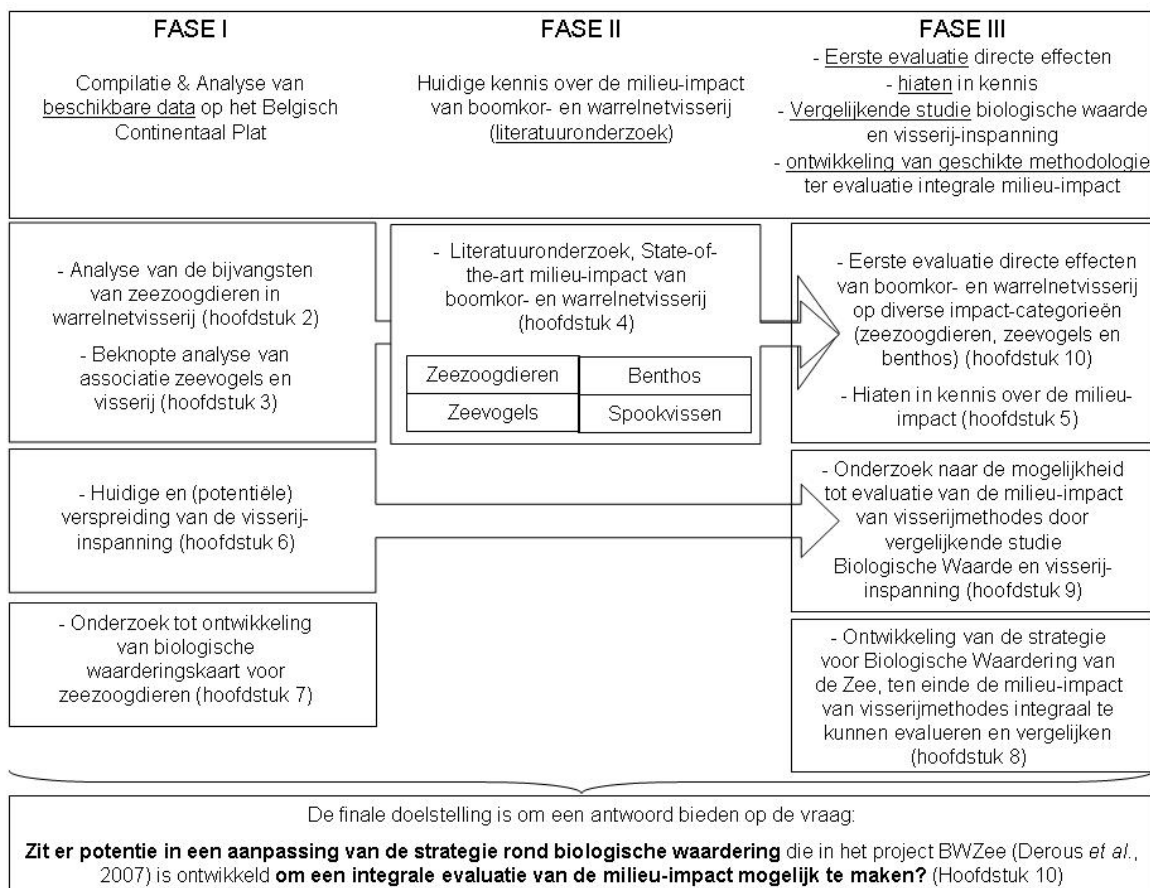 FASE I
Compilatie & Analyse van
beschikbare data op het Belgisch
Continentaal Plat
FASE II
Huidige kennis over de milieu-impact
van boomkor- en warrelnetvisserij
(literatuuronderzoek)
FASE III
- Eerste evaluatie directe effecten
- hiaten in kennis
- Vergelijkende studie biologische waarde
en visserij-inspanning
- ontwikkeling van geschikte methodologie
ter evaluatie integrale milieu-impact
- Analyse van de bijvangsten
van zeezoogdieren in
warrelnetvisserij (hoofdstuk 2)
- Beknopte analyse van
associatie zeevogels en
visserij (hoofdstuk 3)
- Literatuuronderzoek, State-of-
the-art milieu-impact van
boomkor- en warrelnetvisserij
(hoofdstuk 4)
Zeezoogdieren
Benthos
Zeevogels
Spookvissen
- Eerste evaluatie directe effecten
van boomkor- en warrelnetvisserij
op diverse impact-categorieën
(zeezoogdieren, zeevogels en
benthos) (hoofdstuk 10)
- Hiaten in kennis over de milieu-
impact (hoofdstuk 5)
- Huidige en (potentiële)
verspreiding van de visserij-
inspanning (hoofdstuk 6)
- Onderzoek naar de mogelijkheid
tot evaluatie van de milieu-impact
van visserijmethodes door
vergelijkende studie
Biologische Waarde en visserij-
inspanning (hoofdstuk 9)
- Onderzoek tot ontwikkeling
van biologische
waarderingskaart voor
zeezoogdieren (hoofdstuk 7)
- Ontwikkeling van de strategie
voor Biologische Waardering van
de Zee, ten einde de milieu-impact
van visserijmethodes integraal te
kunnen evalueren en vergelijken
(hoofdstuk 8)
De finale doelstelling is om een antwoord bieden op de vraag:
Zit er potentie in een aanpassing van de strategie rond biologische waardering die in het project BWZee (Derous et al.,
2007) is ontwikkeld om een integrale evaluatie van de milieu-impact mogelijk te maken? (Hoofdstuk 10)